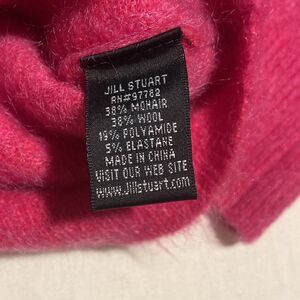 JILL STUART
RN#97762
38% MOHAIR
38% WOOL
19% POLYAMIDE
5% ELASTANE
MADE IN CHINA
VISIT OUR WEB SITE
www.Jillstuart.com